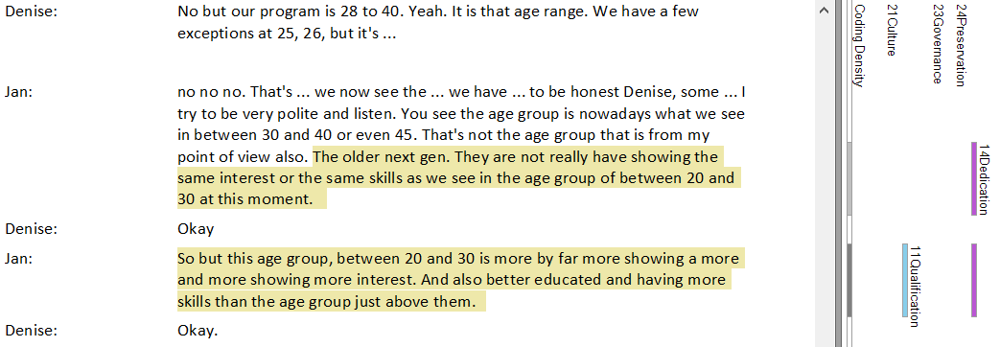 Denise: No but our program is 28 to 40. Yeah. It is that age range. We have a few
exceptions at 25, 26, but it's ...
Jan: no no no. That's ... we now see the ... we have ... to be honest Denise, some ... I
try to be very polite and listen. You see the age group is nowadays what we see
in between 30 and 40 or even 45. That's not the age group that is from my
point of view also. The older next gen. They are not really have showing the
same interest or the same skills as we see in the age group of between 20 and
30 at this moment.
Denise: Okay
Jan: So but this age group, between 20 and 30 is more by far more showing a more
and more showing more interest. And also better educated and having more
skills than the age group just above them.
Denise: Okay.
Coding Density
21Culture
23Governance
24Preservation
14Dedication
11Qualification